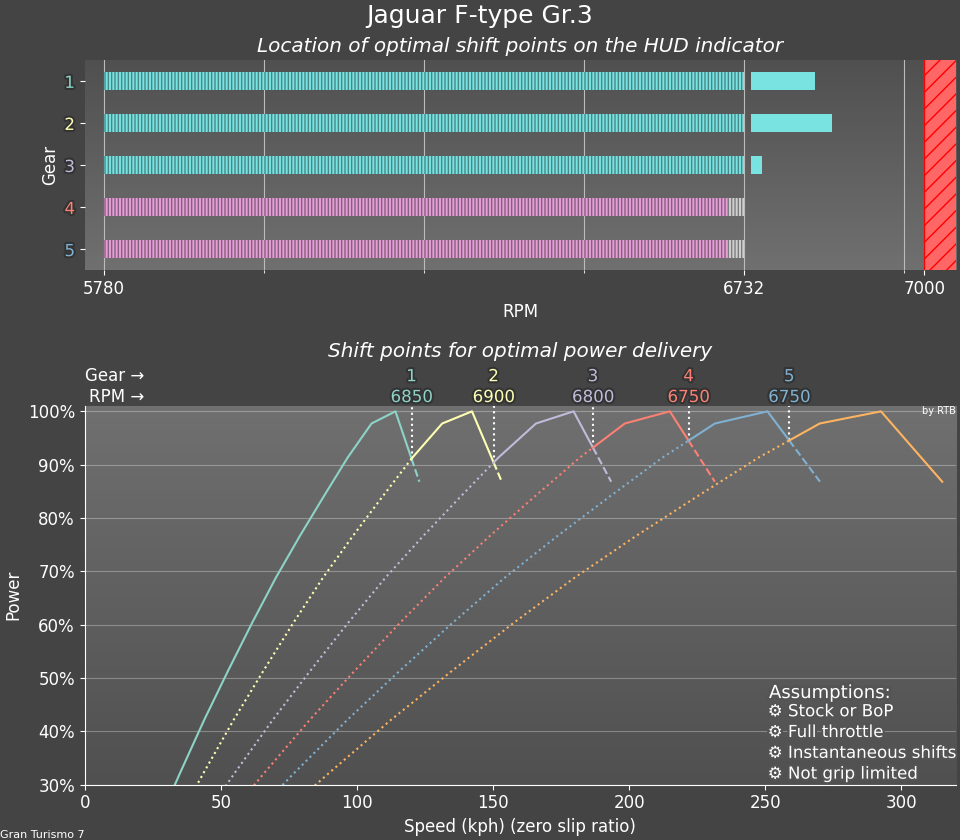 Jaguar F-type Gr.3
Location of optimal shift points on the HUD indicator
Gear
1
2
3
4
5
5780
6732
7000
RPM
Shift points for optimal power delivery
Gear → 1 2 3 4 5
RPM → 6850 6900 6800 6750 6750
by RTB
Power
100%
90%
80%
70%
60%
50%
40%
30%
Assumptions:
⚙ Stock or BoP
⚙ Full throttle
⚙ Instantaneous shifts
⚙ Not grip limited
0 50 100 150 200 250 300
Speed (kph) (zero slip ratio)
Gran Turismo 7